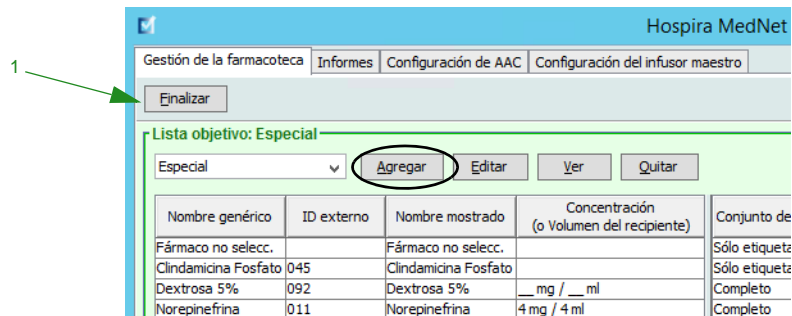 Hospira MedNet
Gestión de la farmacoteca Informes Configuración de AAC Configuración del infusor maestro
1
Finalizar
Lista objetivo: Especial
Especial Agregar Editar Ver Quitar
Nombre genérico ID externo Nombre mostrado Concentración (o Volumen del recipiente) Conjunto de
Fármaco no selecc. Fármaco no selecc. Sólo etiqueta
Clindamicina Fosfato 045 Clindamicina Fosfato Sólo etiqueta
Dextrosa 5% 092 Dextrosa 5% __ mg / __ ml Completo
Norepinefrina 011 Norepinefrina 4 mg / 4 ml Completo